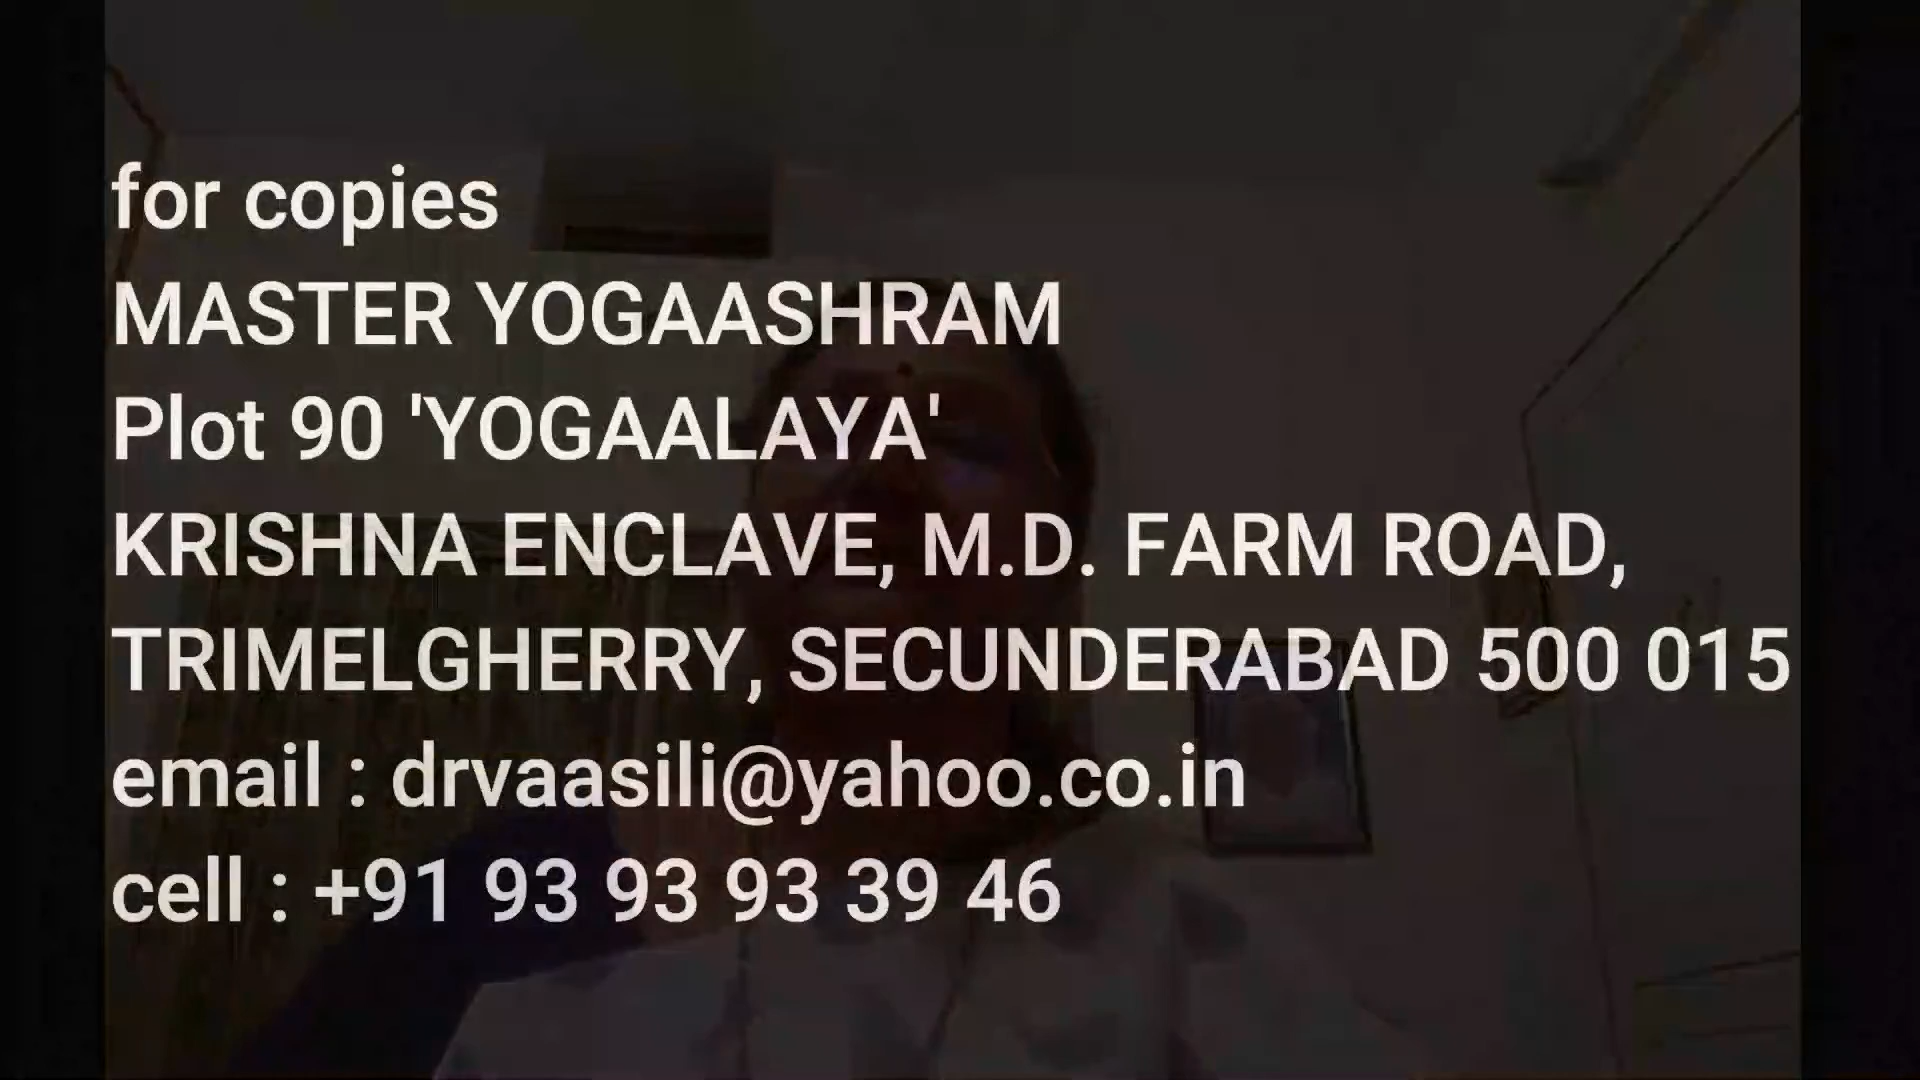 for copies
MASTER YOGAASHRAM
Plot 90 'YOGAALAYA'
KRISHNA ENCLAVE, M.D. FARM ROAD,
TRIMELGHERRY, SECUNDERABAD 500 015
email : drvaasili@yahoo.co.in
cell : +91 93 93 93 39 46